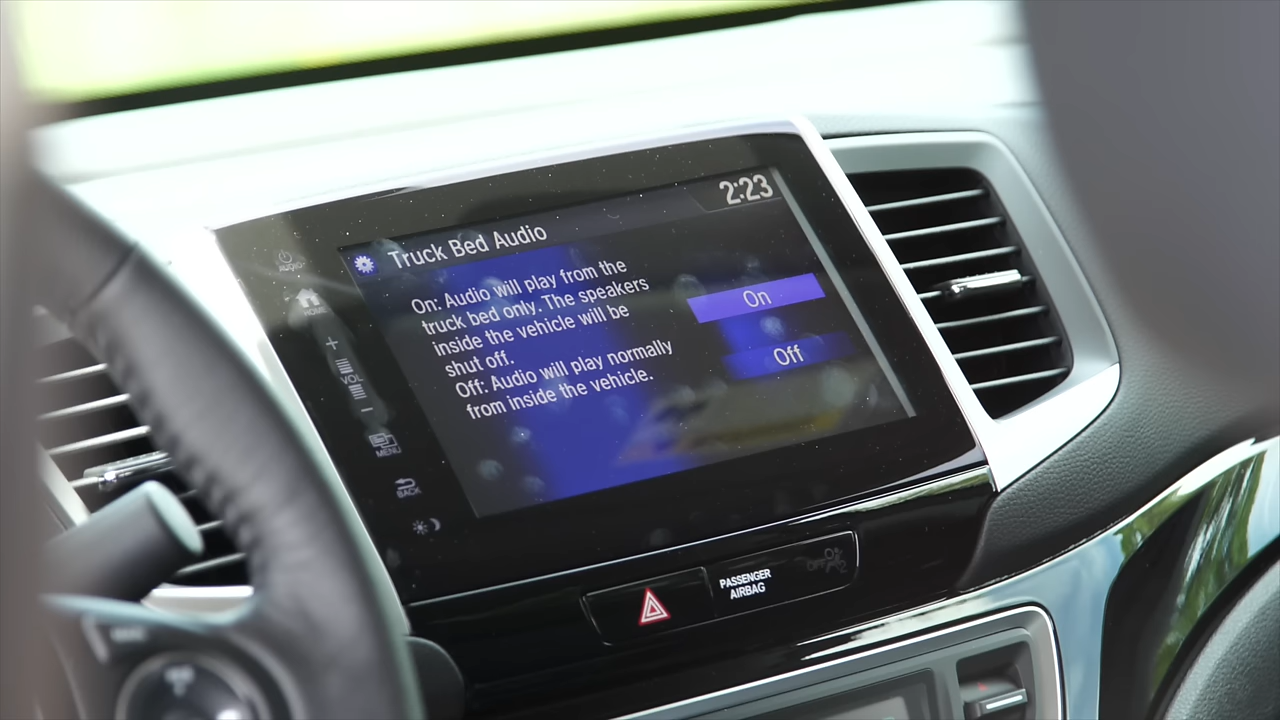 2:23
Truck Bed Audio
On: Audio will play from the
truck bed only. The speakers
inside the vehicle will be
shut off.
Off: Audio will play normally
from inside the vehicle.
On
Off
AUDIO
HOME
+
VOL
-
MENU
BACK
PASSENGER
AIRBAG
OFF